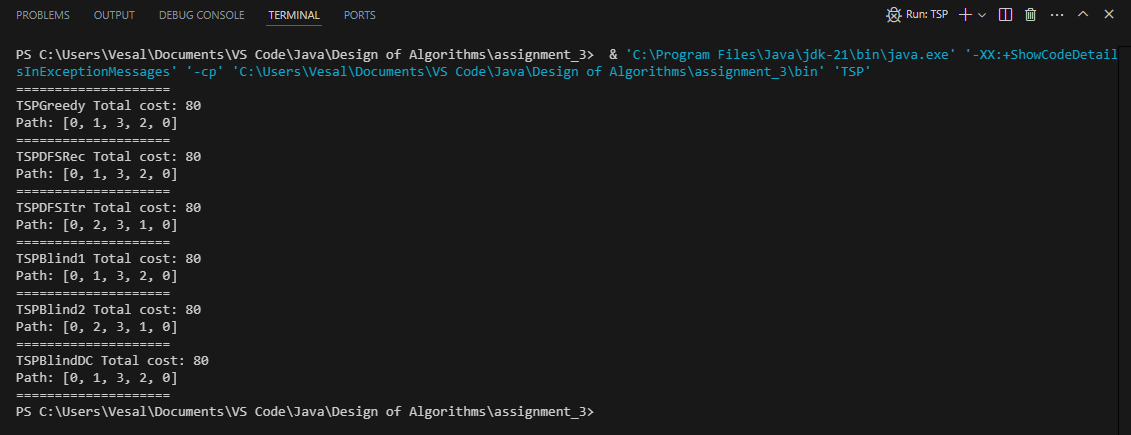 PROBLEMS OUTPUT DEBUG CONSOLE TERMINAL PORTS Run: TSP
PS C:\Users\Vesal\Documents\VS Code\Java\Design of Algorithms\assignment_3>  & 'C:\Program Files\Java\jdk-21\bin\java.exe' '-XX:+ShowCodeDetail
sInExceptionMessages' '-cp' 'C:\Users\Vesal\Documents\VS Code\Java\Design of Algorithms\assignment_3\bin' 'TSP'
====================
TSPGreedy Total cost: 80
Path: [0, 1, 3, 2, 0]
====================
TSPDFSRec Total cost: 80
Path: [0, 1, 3, 2, 0]
====================
TSPDFSItr Total cost: 80
Path: [0, 2, 3, 1, 0]
====================
TSPBlind1 Total cost: 80
Path: [0, 1, 3, 2, 0]
====================
TSPBlind2 Total cost: 80
Path: [0, 2, 3, 1, 0]
====================
TSPBlindDC Total cost: 80
Path: [0, 1, 3, 2, 0]
====================
PS C:\Users\Vesal\Documents\VS Code\Java\Design of Algorithms\assignment_3>